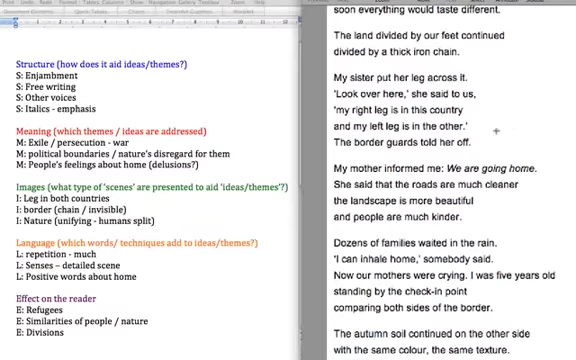 Structure (how does it aid ideas/themes?)
S: Enjambment
S: Free writing
S: Other voices
S: Italics - emphasis
Meaning (which themes / ideas are addressed)
M: Exile / persecution - war
M: political boundaries / nature's disregard for them
M: People's feelings about home (delusions?)
Images (what type of 'scenes' are presented to aid 'ideas/themes'?)
I: Leg in both countries
I: border (chain / invisible)
I: Nature (unifying - humans split)
Language (which words/ techniques add to ideas/themes?)
L: repetition - much
L: Senses – detailed scene
L: Positive words about home
Effect on the reader
E: Refugees
E: Similarities of people / nature
E: Divisions
soon everything would taste different.
The land divided by our feet continued
divided by a thick iron chain.
My sister put her leg across it.
'Look over here,' she said to us,
'my right leg is in this country
and my left leg is in the other.'
The border guards told her off.
My mother informed me: We are going home.
She said that the roads are much cleaner
the landscape is more beautiful
and people are much kinder.
Dozens of families waited in the rain.
'I can inhale home,' somebody said.
Now our mothers were crying. I was five years old
standing by the check-in point
comparing both sides of the border.
The autumn soil continued on the other side
with the same colour, the same texture.